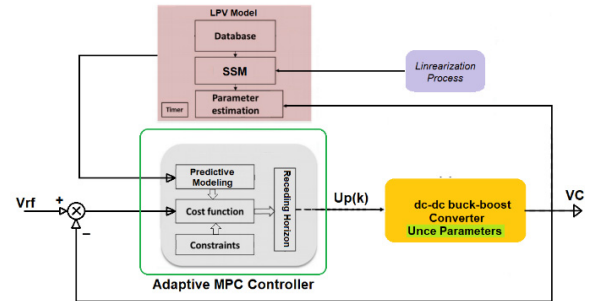 LPV Model
Database
SSM
Linrearization
Process
Timer
Parameter
estimation
Predictive
Modeling
Cost function
Constraints
Receding Horizon
Vrf
+
−
Up(k)
dc-dc buck-boost
Converter
Unce Parameters
VC
Adaptive MPC Controller